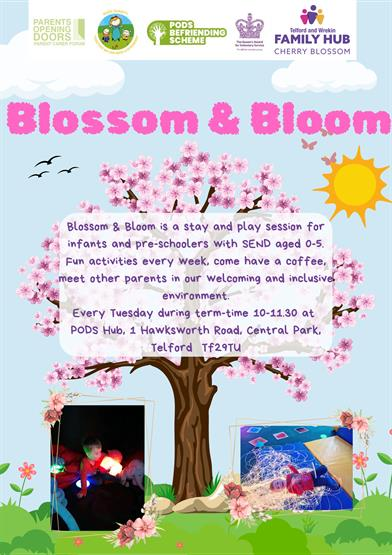 PARENTS
OPENING
DOORS
PARENT CARER FORUM
PODS
BEFRIENDING
SCHEME
The Queen's Award
for Voluntary Service
Telford and Wrekin
FAMILY HUB
CHERRY BLOSSOM
Blossom & Bloom
Blossom & Bloom is a stay and play session for
infants and pre-schoolers with SEND aged 0-5.
Fun activities every week, come have a coffee,
meet other parents in our welcoming and inclusive
environment.
Every Tuesday during term-time 10-11.30 at
PODS Hub, 1 Hawksworth Road, Central Park,
Telford Tf29TU